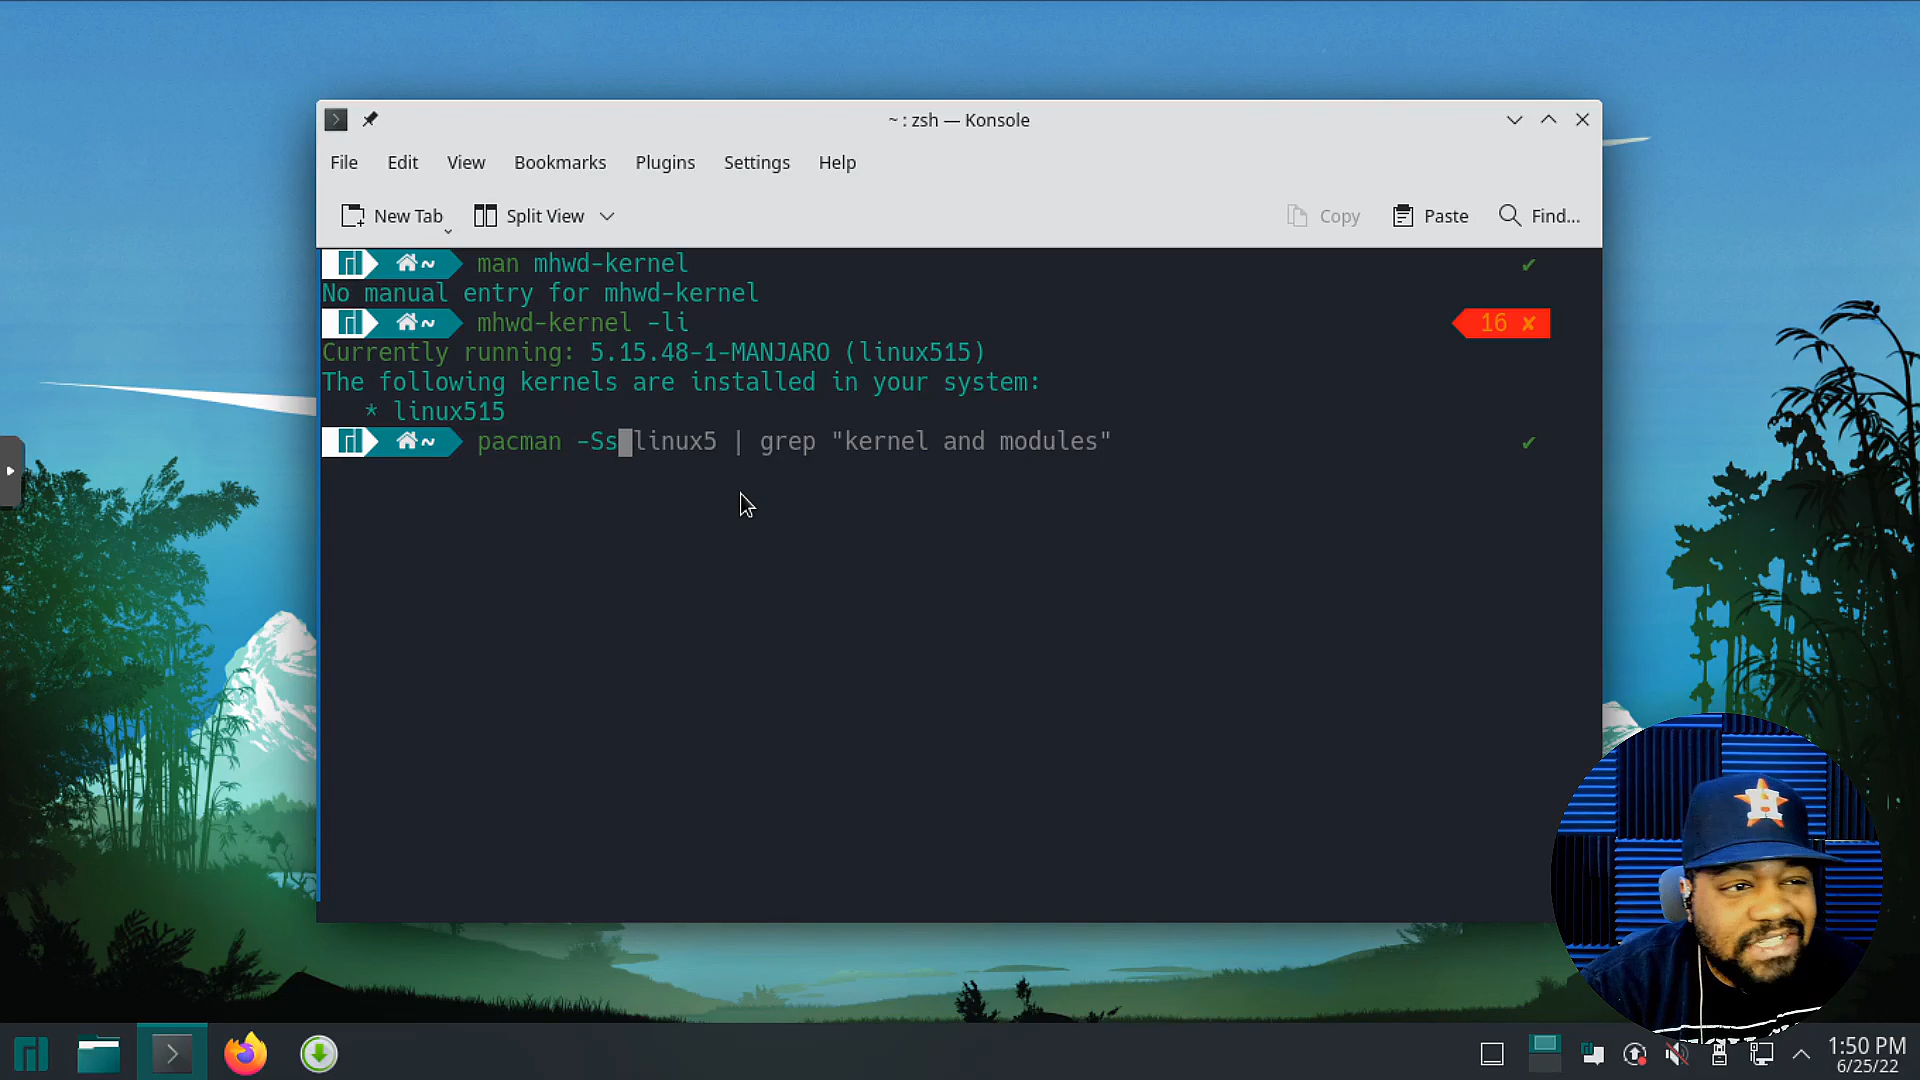 ~ : zsh — Konsole
File Edit View Bookmarks Plugins Settings Help
New Tab Split View Copy Paste Find...
~ man mhwd-kernel ✔
No manual entry for mhwd-kernel
~ mhwd-kernel -li 16 ✘
Currently running: 5.15.48-1-MANJARO (linux515)
The following kernels are installed in your system:
* linux515
~ pacman -Ss linux5 | grep "kernel and modules" ✔
H
1:50 PM
6/25/22